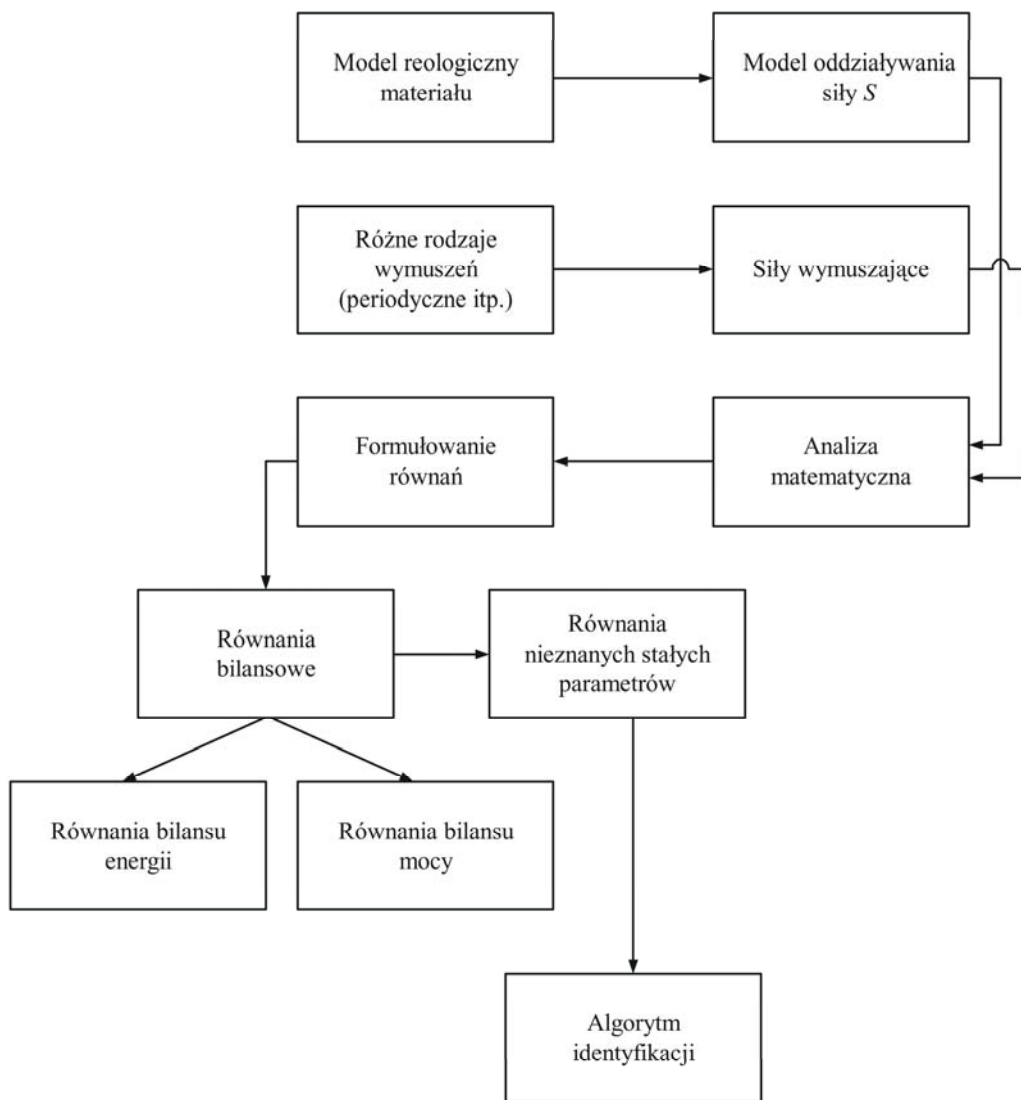 Model reologiczny
materiału
Model oddziaływania
siły S
Różne rodzaje
wymuszeń
(periodyczne itp.)
Siły wymuszające
Formułowanie
równań
Analiza
matematyczna
Równania
bilansowe
Równania
nieznanych stałych
parametrów
Równania bilansu
energii
Równania bilansu
mocy
Algorytm
identyfikacji